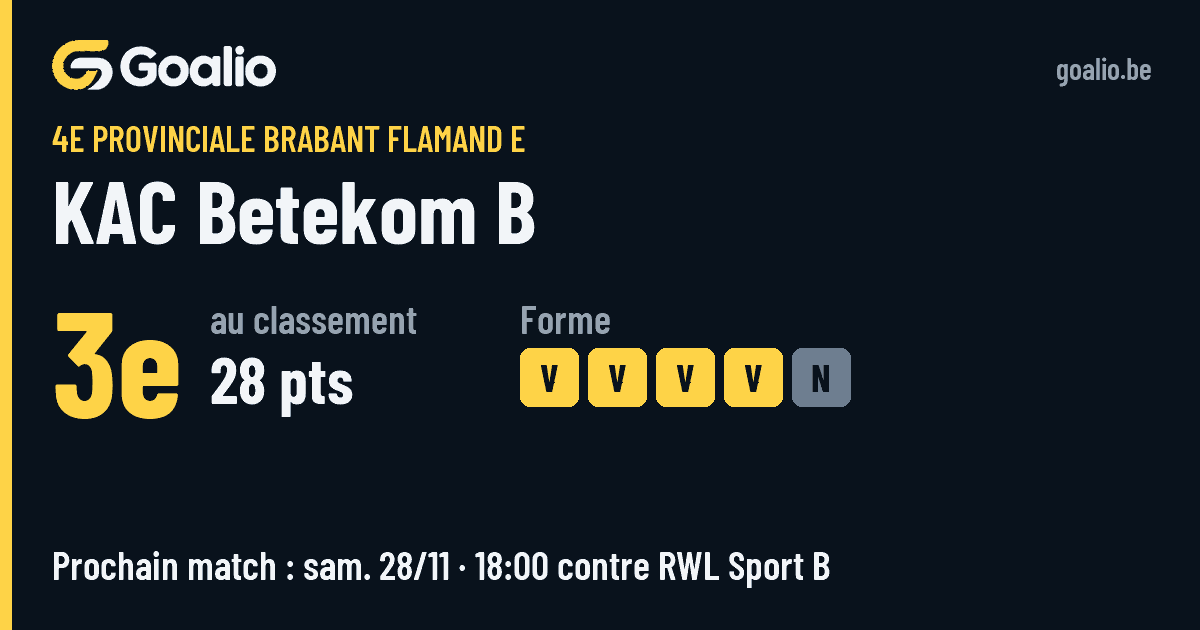 Goalio
goalio.be
4E PROVINCIALE BRABANT FLAMAND E
KAC Betekom B
3e
au classement
28 pts
Forme
V V V V N
Prochain match : sam. 28/11 · 18:00 contre RWL Sport B